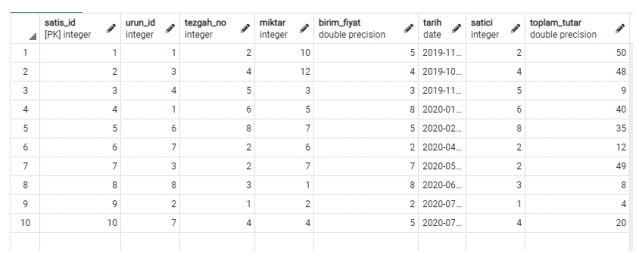 satis_id urun_id tezgah_no miktar birim_fiyat tarih satici toplam_tutar
[PK] integer integer integer integer double precision date integer double precision
1 1 1 2 10 5 2019-11... 2 50
2 2 3 4 12 4 2019-10... 4 48
3 3 4 5 3 3 2019-11... 5 9
4 4 1 6 5 8 2020-01... 6 40
5 5 6 8 7 5 2020-02... 8 35
6 6 7 2 6 2 2020-04... 2 12
7 7 3 2 7 7 2020-05... 2 49
8 8 8 3 1 8 2020-06... 3 8
9 9 2 1 2 2 2020-07... 1 4
10 10 7 4 4 5 2020-07... 4 20